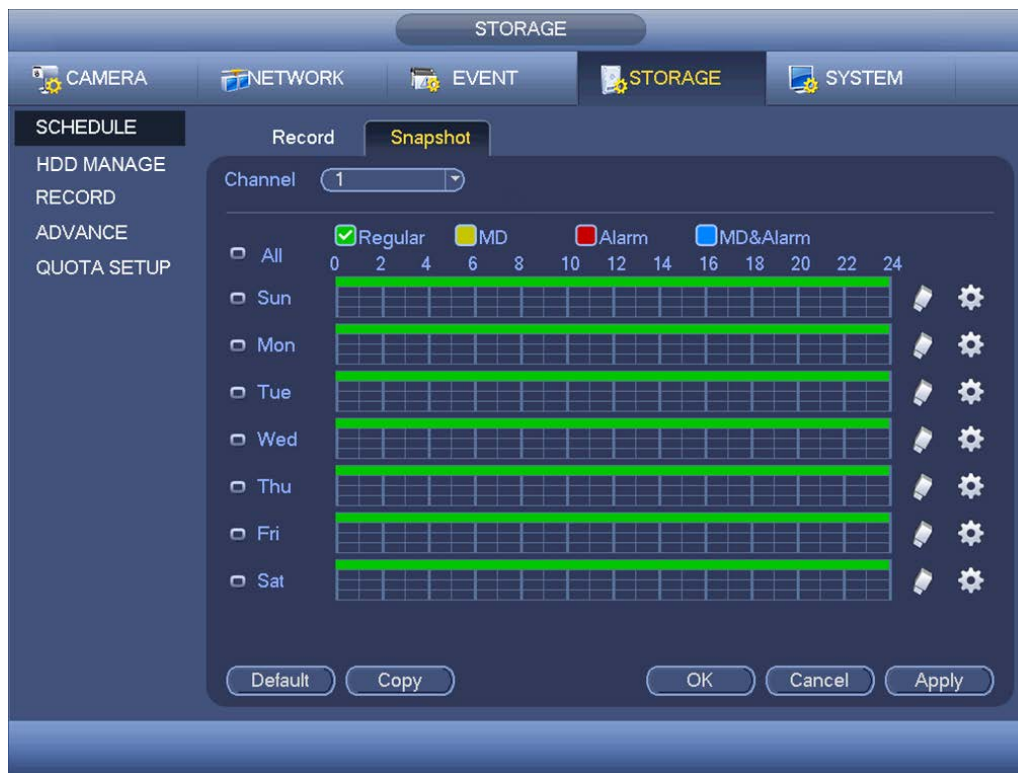 STORAGE
CAMERA NETWORK EVENT STORAGE SYSTEM
SCHEDULE
HDD MANAGE
RECORD
ADVANCE
QUOTA SETUP
Record Snapshot
Channel 1
Regular MD Alarm MD&Alarm
All
0 2 4 6 8 10 12 14 16 18 20 22 24
Sun
Mon
Tue
Wed
Thu
Fri
Sat
Default Copy OK Cancel Apply